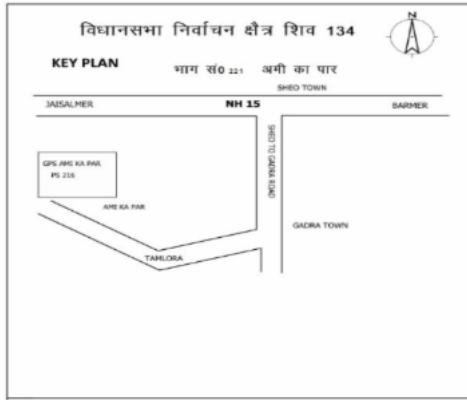 विधानसभा निर्वाचन क्षैत्र शिव 134
N
KEY PLAN
भाग सं0 221 अमी का पार
SHEO TOWN
JAISALMER NH 15 BARMER
SHEO TO GADRA ROAD
GPS AMI KA PAR
PS 216
AMI KA PAR
GADRA TOWN
TAMLORA